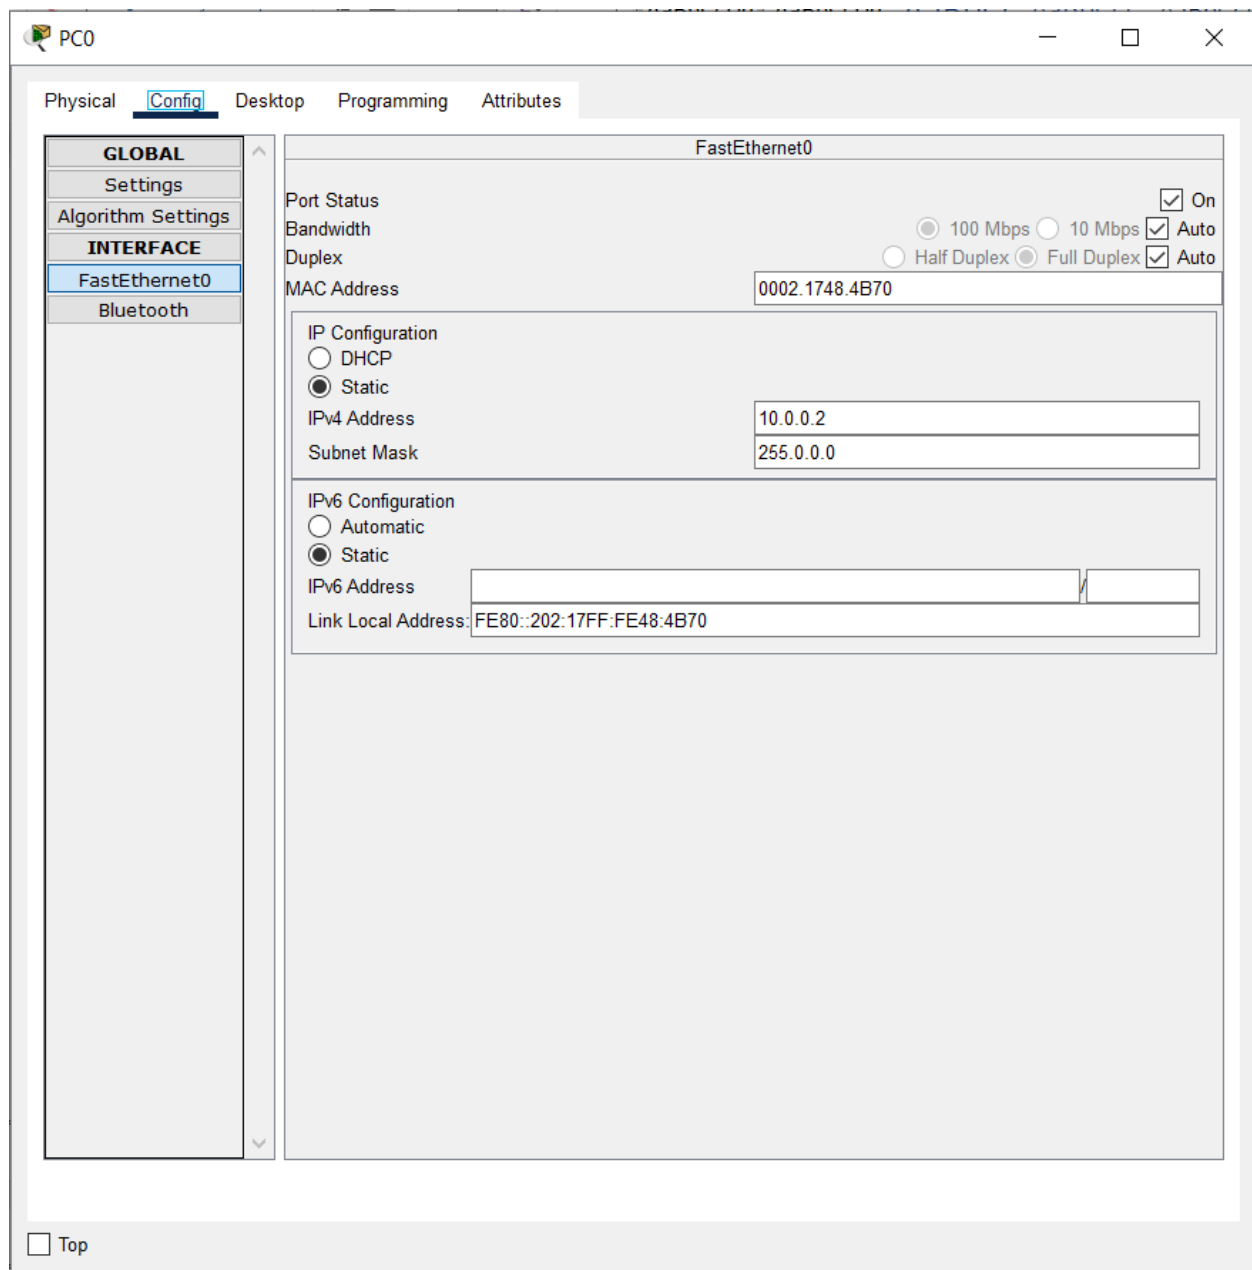 PC0
Physical Config Desktop Programming Attributes
GLOBAL
Settings
Algorithm Settings
INTERFACE
FastEthernet0
Bluetooth
FastEthernet0
Port Status On
Bandwidth 100 Mbps 10 Mbps Auto
Duplex Half Duplex Full Duplex Auto
MAC Address 0002.1748.4B70
IP Configuration
DHCP
Static
IPv4 Address 10.0.0.2
Subnet Mask 255.0.0.0
IPv6 Configuration
Automatic
Static
IPv6 Address /
Link Local Address: FE80::202:17FF:FE48:4B70
Top